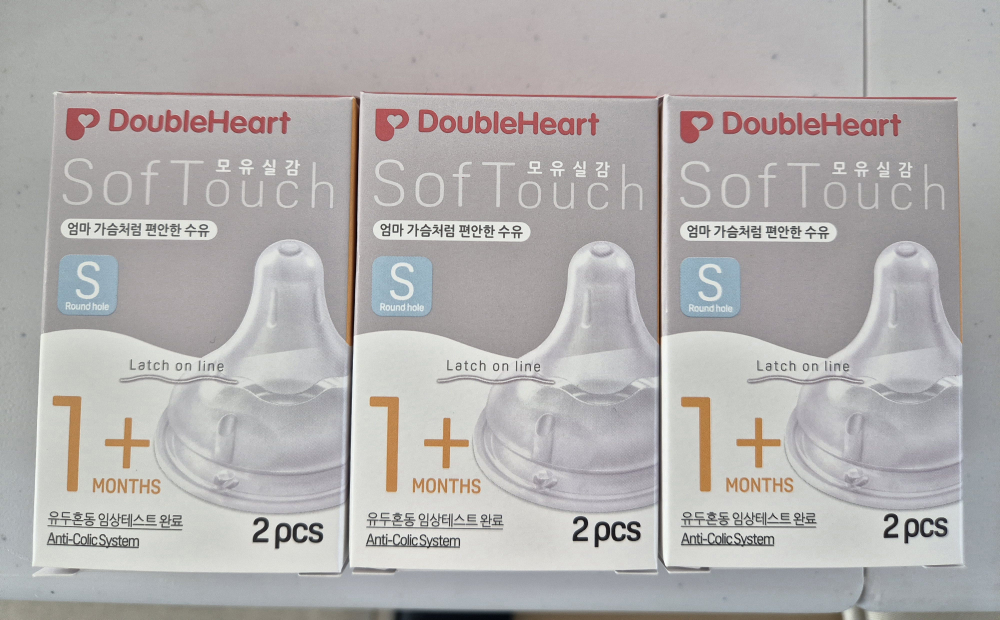 DoubleHeart
SofTouch
모유실감
엄마 가슴처럼 편안한 수유
S
Round hole
Latch on line
1+
MONTHS
유두혼동 임상테스트 완료
Anti-Colic System
2 pcs
DoubleHeart
SofTouch
모유실감
엄마 가슴처럼 편안한 수유
S
Round hole
Latch on line
1+
MONTHS
유두혼동 임상테스트 완료
Anti-Colic System
2 pcs
DoubleHeart
SofTouch
모유실감
엄마 가슴처럼 편안한 수유
S
Round hole
Latch on line
1+
MONTHS
유두혼동 임상테스트 완료
Anti-Colic System
2 pcs